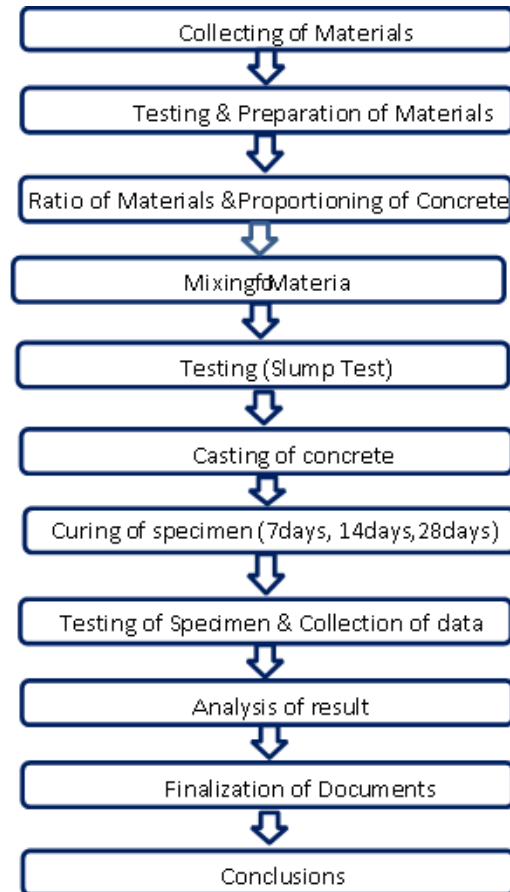 Collecting of Materials
Testing & Preparation of Materials
Ratio of Materials &Proportioning of Concrete
Mixing of Materia
Testing (Slump Test)
Casting of concrete
Curing of specimen (7days, 14days,28days)
Testing of Specimen & Collection of data
Analysis of result
Finalization of Documents
Conclusions